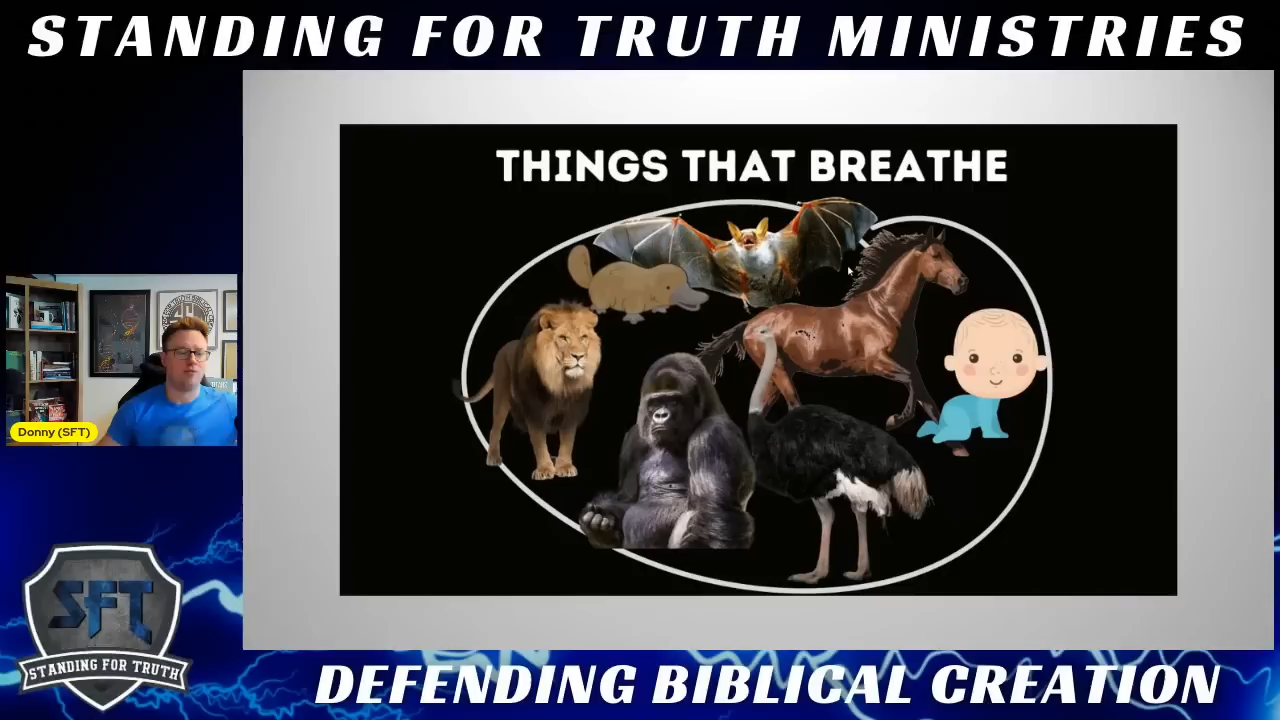 STANDING FOR TRUTH MINISTRIES
THINGS THAT BREATHE
Donny (SFT)
SFT
STANDING FOR TRUTH
DEFENDING BIBLICAL CREATION